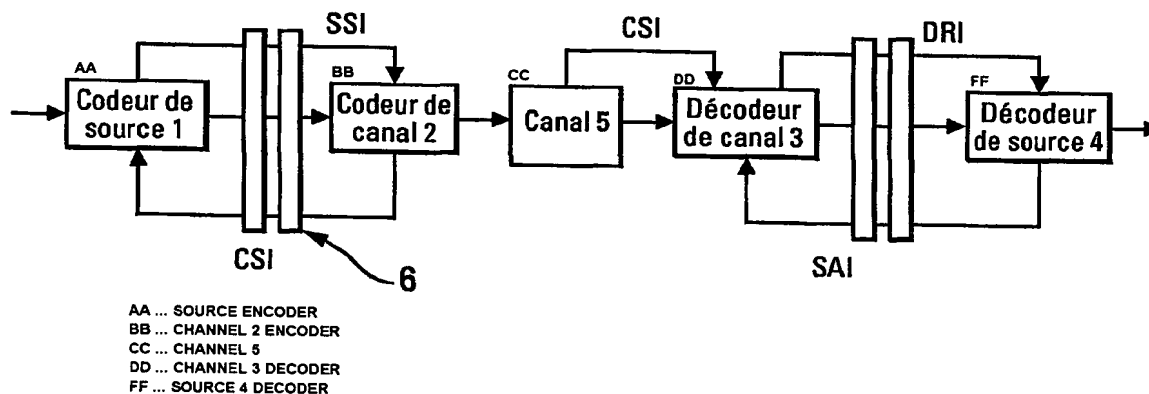 SSI
CSI
DRI
AA
Codeur de
source 1
BB
Codeur de
canal 2
CC
Canal 5
DD
Décodeur
de canal 3
FF
Décodeur
de source 4
CSI
6
SAI
AA ... SOURCE ENCODER
BB ... CHANNEL 2 ENCODER
CC ... CHANNEL 5
DD ... CHANNEL 3 DECODER
FF ... SOURCE 4 DECODER